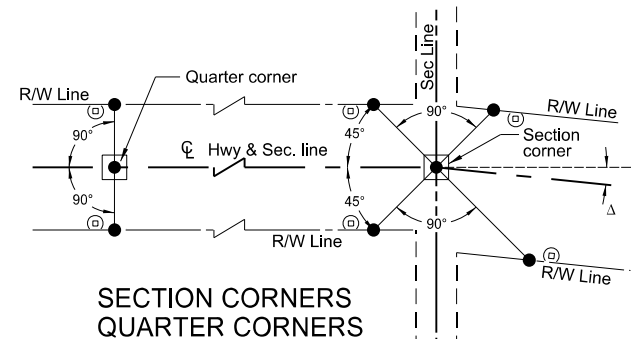 Sec Line
Quarter corner
R/W Line
R/W Line
90°
90°
45°
Section
corner
℄ Hwy & Sec. line
90°
45°
90°
Δ
R/W Line
R/W Line
SECTION CORNERS
QUARTER CORNERS